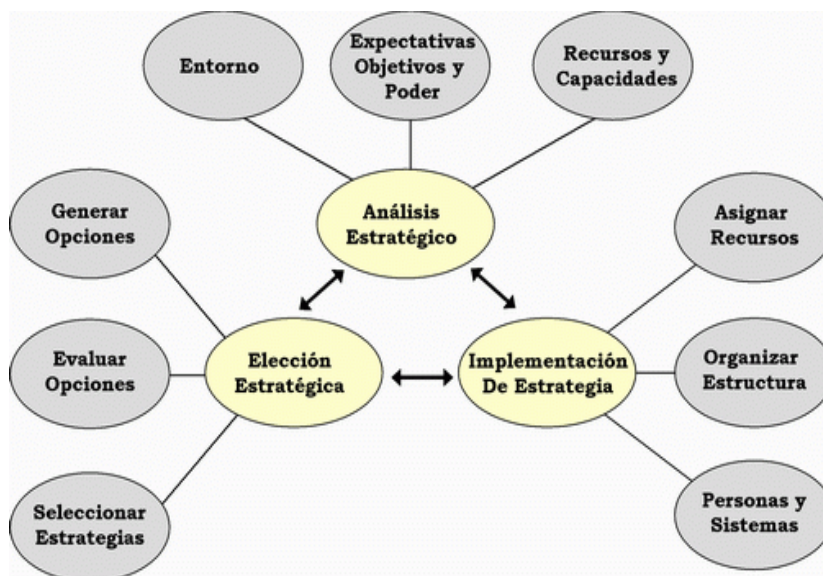 Entorno
Expectativas
Objetivos y
Poder
Recursos y
Capacidades
Análisis
Estratégico
Generar
Opciones
Evaluar
Opciones
Seleccionar
Estrategias
Elección
Estratégica
Implementación
De Estrategia
Asignar
Recursos
Organizar
Estructura
Personas y
Sistemas